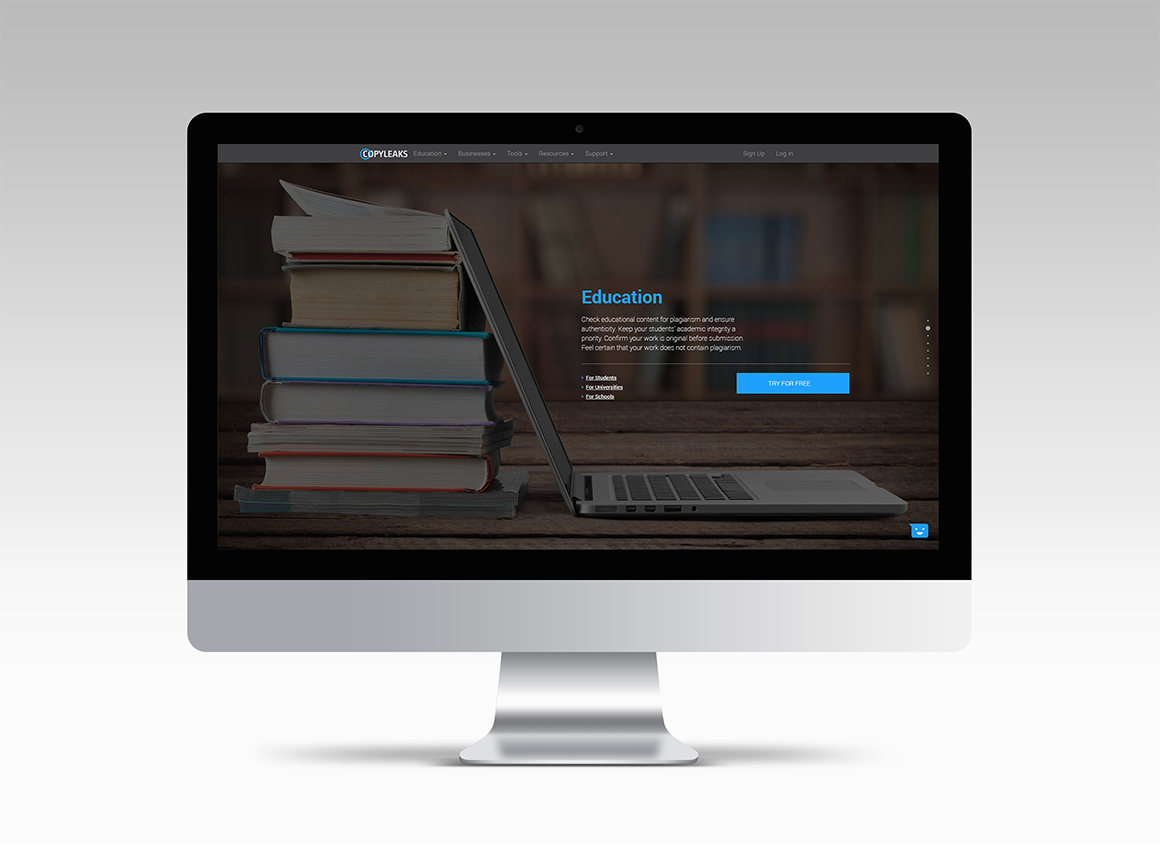 COPYLEAKS Education Businesses Tools Resources Support Sign Up Log in
Education
Check educational content for plagiarism and ensure
authenticity. Keep your students' academic integrity a
priority. Confirm your work is original before submission.
Feel certain that your work does not contain plagiarism.
For Students
For Universities
For Schools
TRY FOR FREE